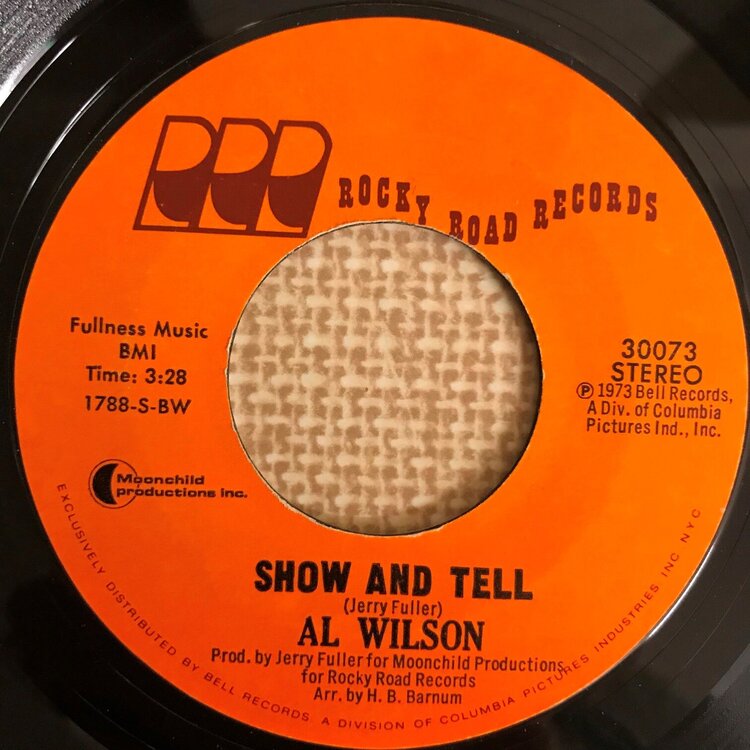 RRR
ROCKY ROAD RECORDS
Fullness Music
BMI
Time: 3:28
1788-S-BW
30073
STEREO
℗ 1973 Bell Records,
A Div. of Columbia
Pictures Ind., Inc.
Moonchild
productions inc.
SHOW AND TELL
(Jerry Fuller)
AL WILSON
Prod. by Jerry Fuller for Moonchild Productions
for Rocky Road Records
Arr. by H. B. Barnum
EXCLUSIVELY DISTRIBUTED BY BELL RECORDS, A DIVISION OF COLUMBIA PICTURES INDUSTRIES INC NYC